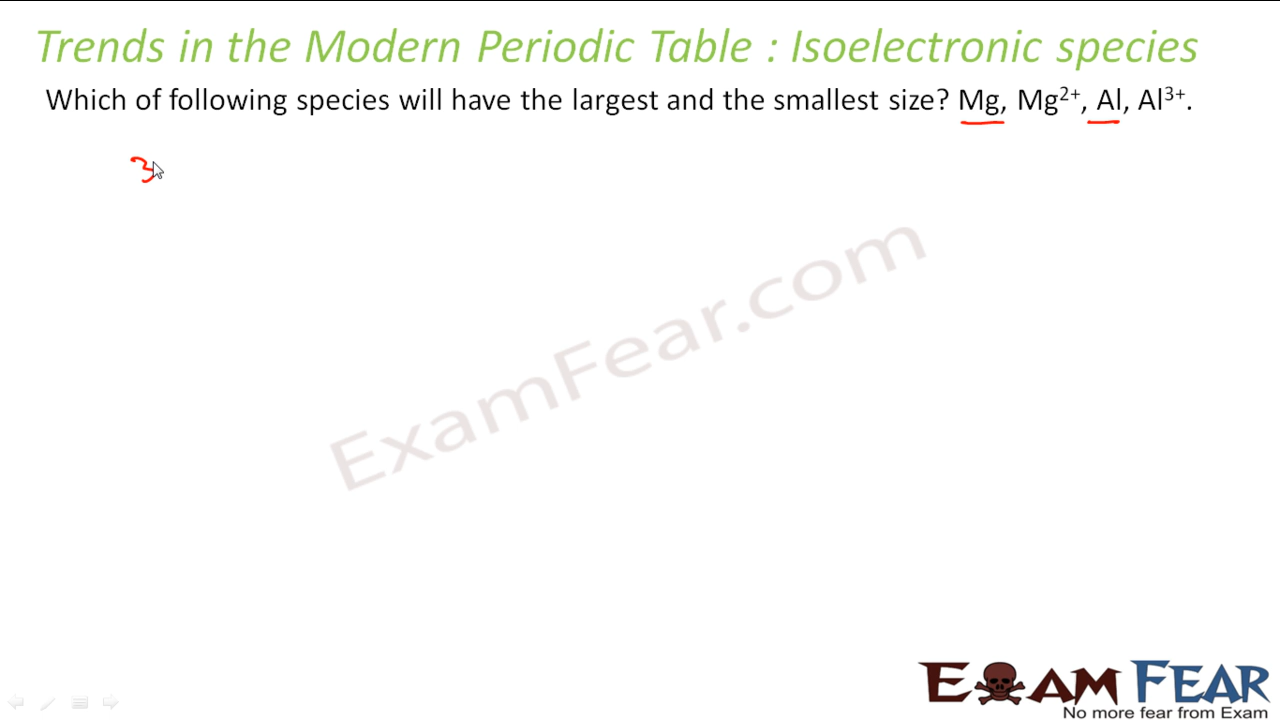 Trends in the Modern Periodic Table : Isoelectronic species
Which of following species will have the largest and the smallest size? Mg, Mg²⁺, Al, Al³⁺.
3
ExamFear.com
EXAM FEAR
No more fear from Exam